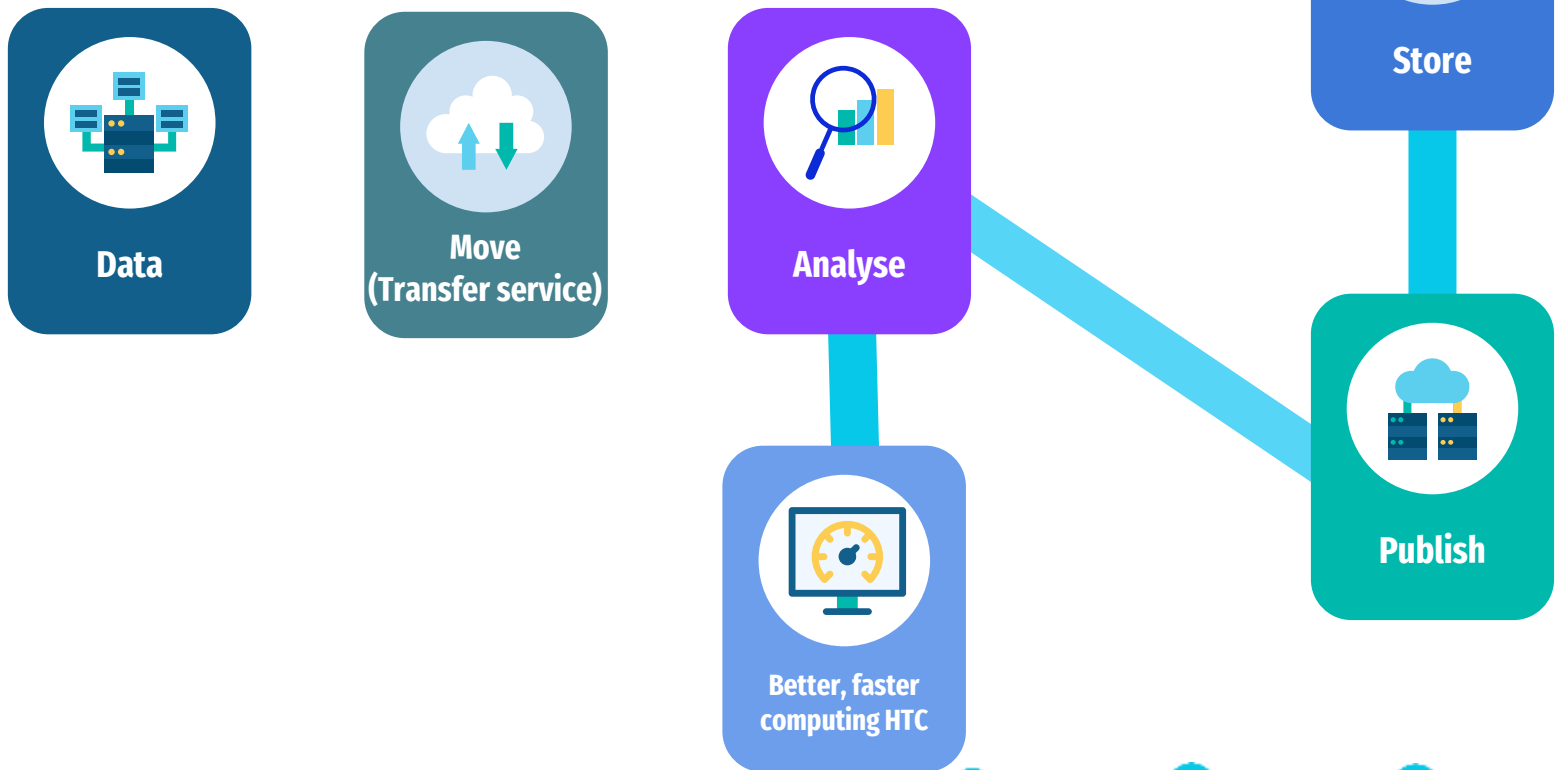 Store
Data
Move
(Transfer service)
Analyse
Publish
Better, faster
computing HTC